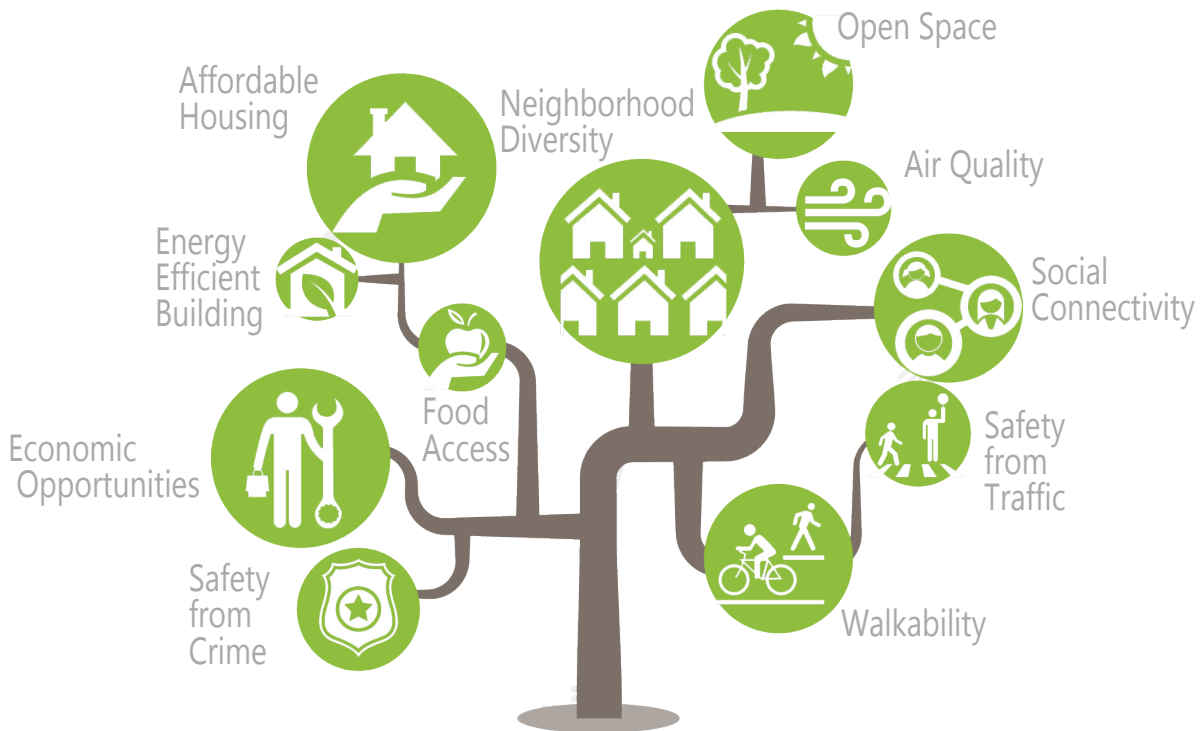 Open Space
Affordable
Housing
Neighborhood
Diversity
Air Quality
Energy
Efficient
Building
Social
Connectivity
Food
Access
Safety
from
Traffic
Economic
Opportunities
Safety
from
Crime
Walkability